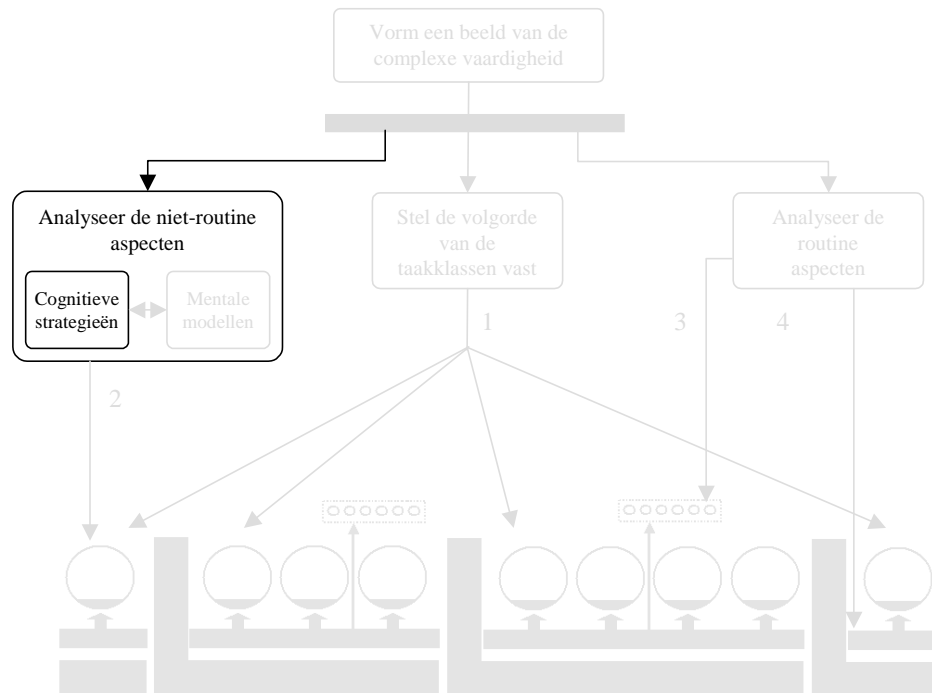 Vorm een beeld van de
complexe vaardigheid
Analyseer de niet-routine
aspecten
Cognitieve
strategieën
Mentale
modellen
Stel de volgorde
van de
taakklassen vast
Analyseer de
routine
aspecten
1
3
4
2